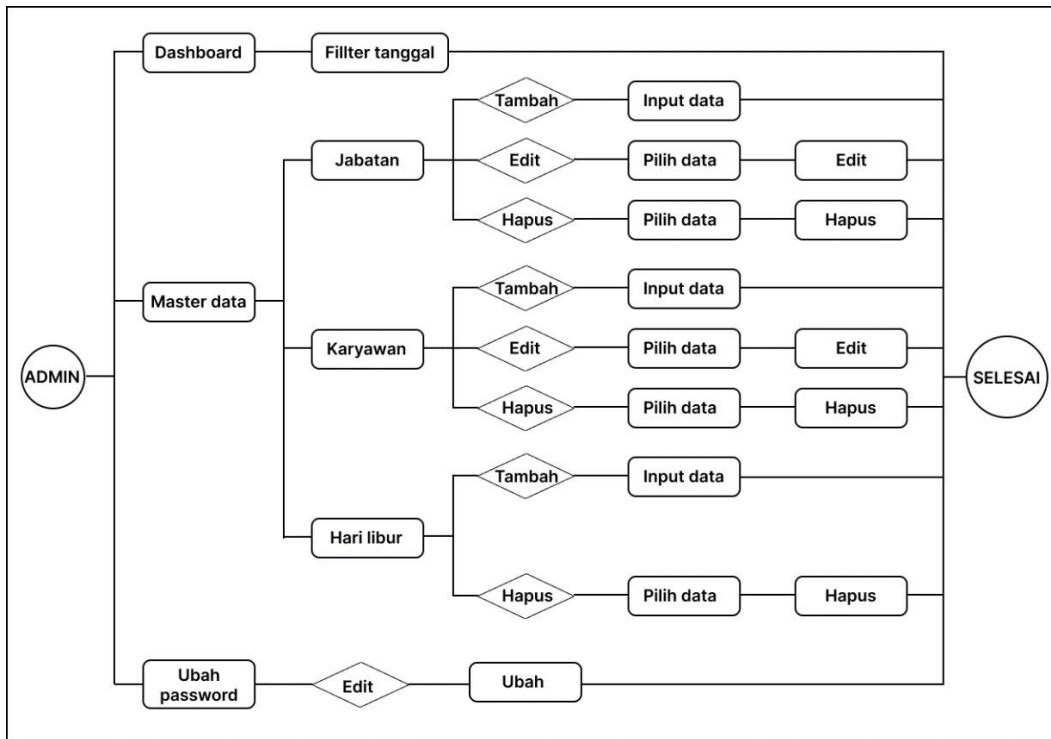 Dashboard
Fillter tanggal
Tambah
Input data
Jabatan
Edit
Pilih data
Edit
Hapus
Pilih data
Hapus
Master data
Tambah
Input data
Karyawan
Edit
Pilih data
Edit
ADMIN
SELESAI
Hapus
Pilih data
Hapus
Tambah
Input data
Hari libur
Hapus
Pilih data
Hapus
Ubah
password
Edit
Ubah